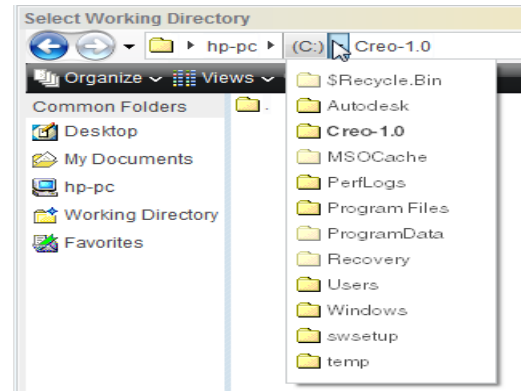 Select Working Directory
hp-pc (C:) Creo-1.0
Organize Views
Common Folders
Desktop
My Documents
hp-pc
Working Directory
Favorites
.
$Recycle.Bin
Autodesk
Creo-1.0
MSOCache
PerfLogs
Program Files
ProgramData
Recovery
Users
Windows
swsetup
temp